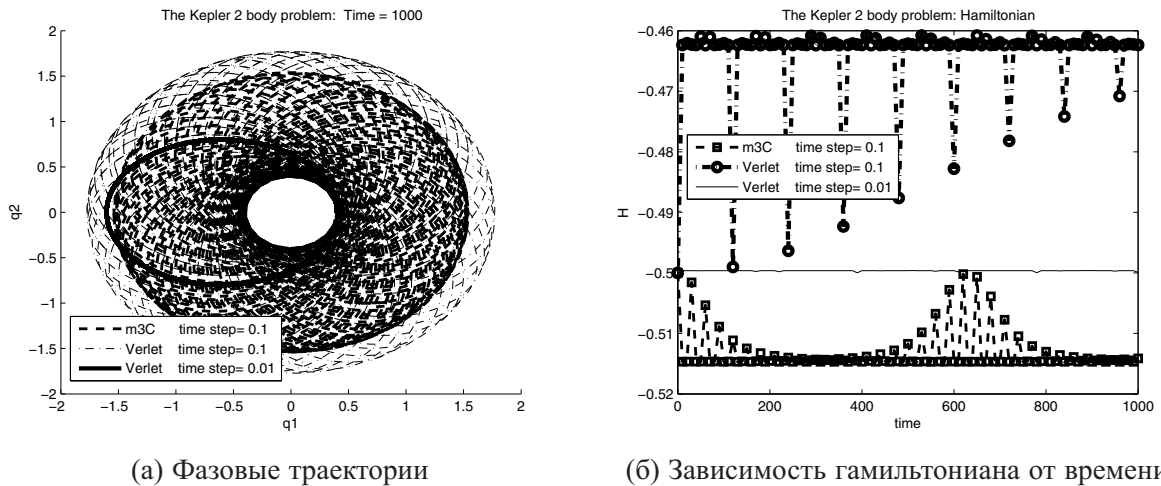 The Kepler 2 body problem:  Time = 1000
2
1.5
1
0.5
0
−0.5
−1
−1.5
−2
q2
m3C time step= 0.1
Verlet time step= 0.1
Verlet time step= 0.01
−2 −1.5 −1 −0.5 0 0.5 1 1.5 2
q1
(а) Фазовые траектории
The Kepler 2 body problem: Hamiltonian
−0.46
−0.47
−0.48
−0.49
−0.5
−0.51
−0.52
H
m3C time step= 0.1
Verlet time step= 0.1
Verlet time step= 0.01
0 200 400 600 800 1000
time
(б) Зависимость гамильтониана от времени